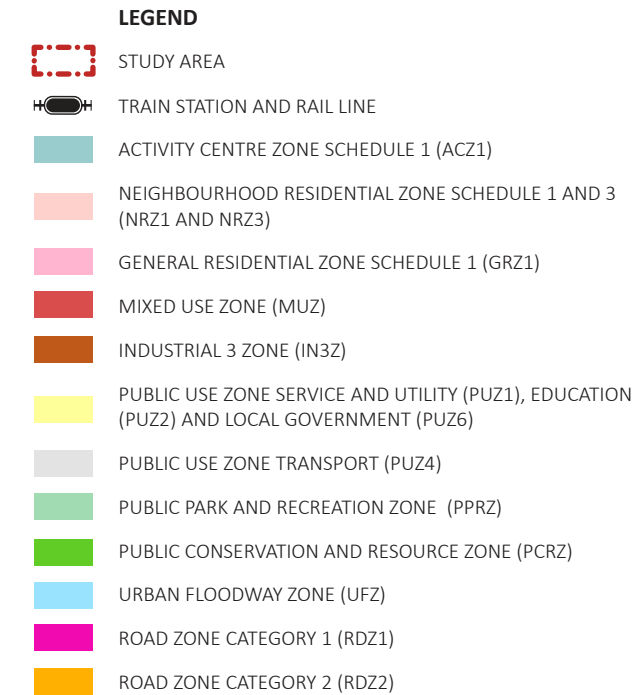 LEGEND
STUDY AREA
TRAIN STATION AND RAIL LINE
ACTIVITY CENTRE ZONE SCHEDULE 1 (ACZ1)
NEIGHBOURHOOD RESIDENTIAL ZONE SCHEDULE 1 AND 3
(NRZ1 AND NRZ3)
GENERAL RESIDENTIAL ZONE SCHEDULE 1 (GRZ1)
MIXED USE ZONE (MUZ)
INDUSTRIAL 3 ZONE (IN3Z)
PUBLIC USE ZONE SERVICE AND UTILITY (PUZ1), EDUCATION
(PUZ2) AND LOCAL GOVERNMENT (PUZ6)
PUBLIC USE ZONE TRANSPORT (PUZ4)
PUBLIC PARK AND RECREATION ZONE (PPRZ)
PUBLIC CONSERVATION AND RESOURCE ZONE (PCRZ)
URBAN FLOODWAY ZONE (UFZ)
ROAD ZONE CATEGORY 1 (RDZ1)
ROAD ZONE CATEGORY 2 (RDZ2)